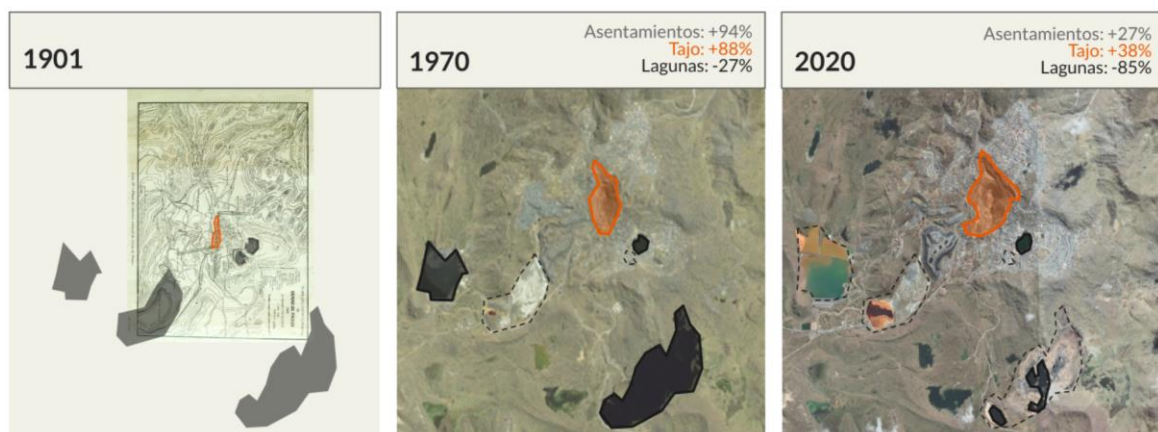 1901
1970
Asentamientos: +94%
Tajo: +88%
Lagunas: -27%
2020
Asentamientos: +27%
Tajo: +38%
Lagunas: -85%